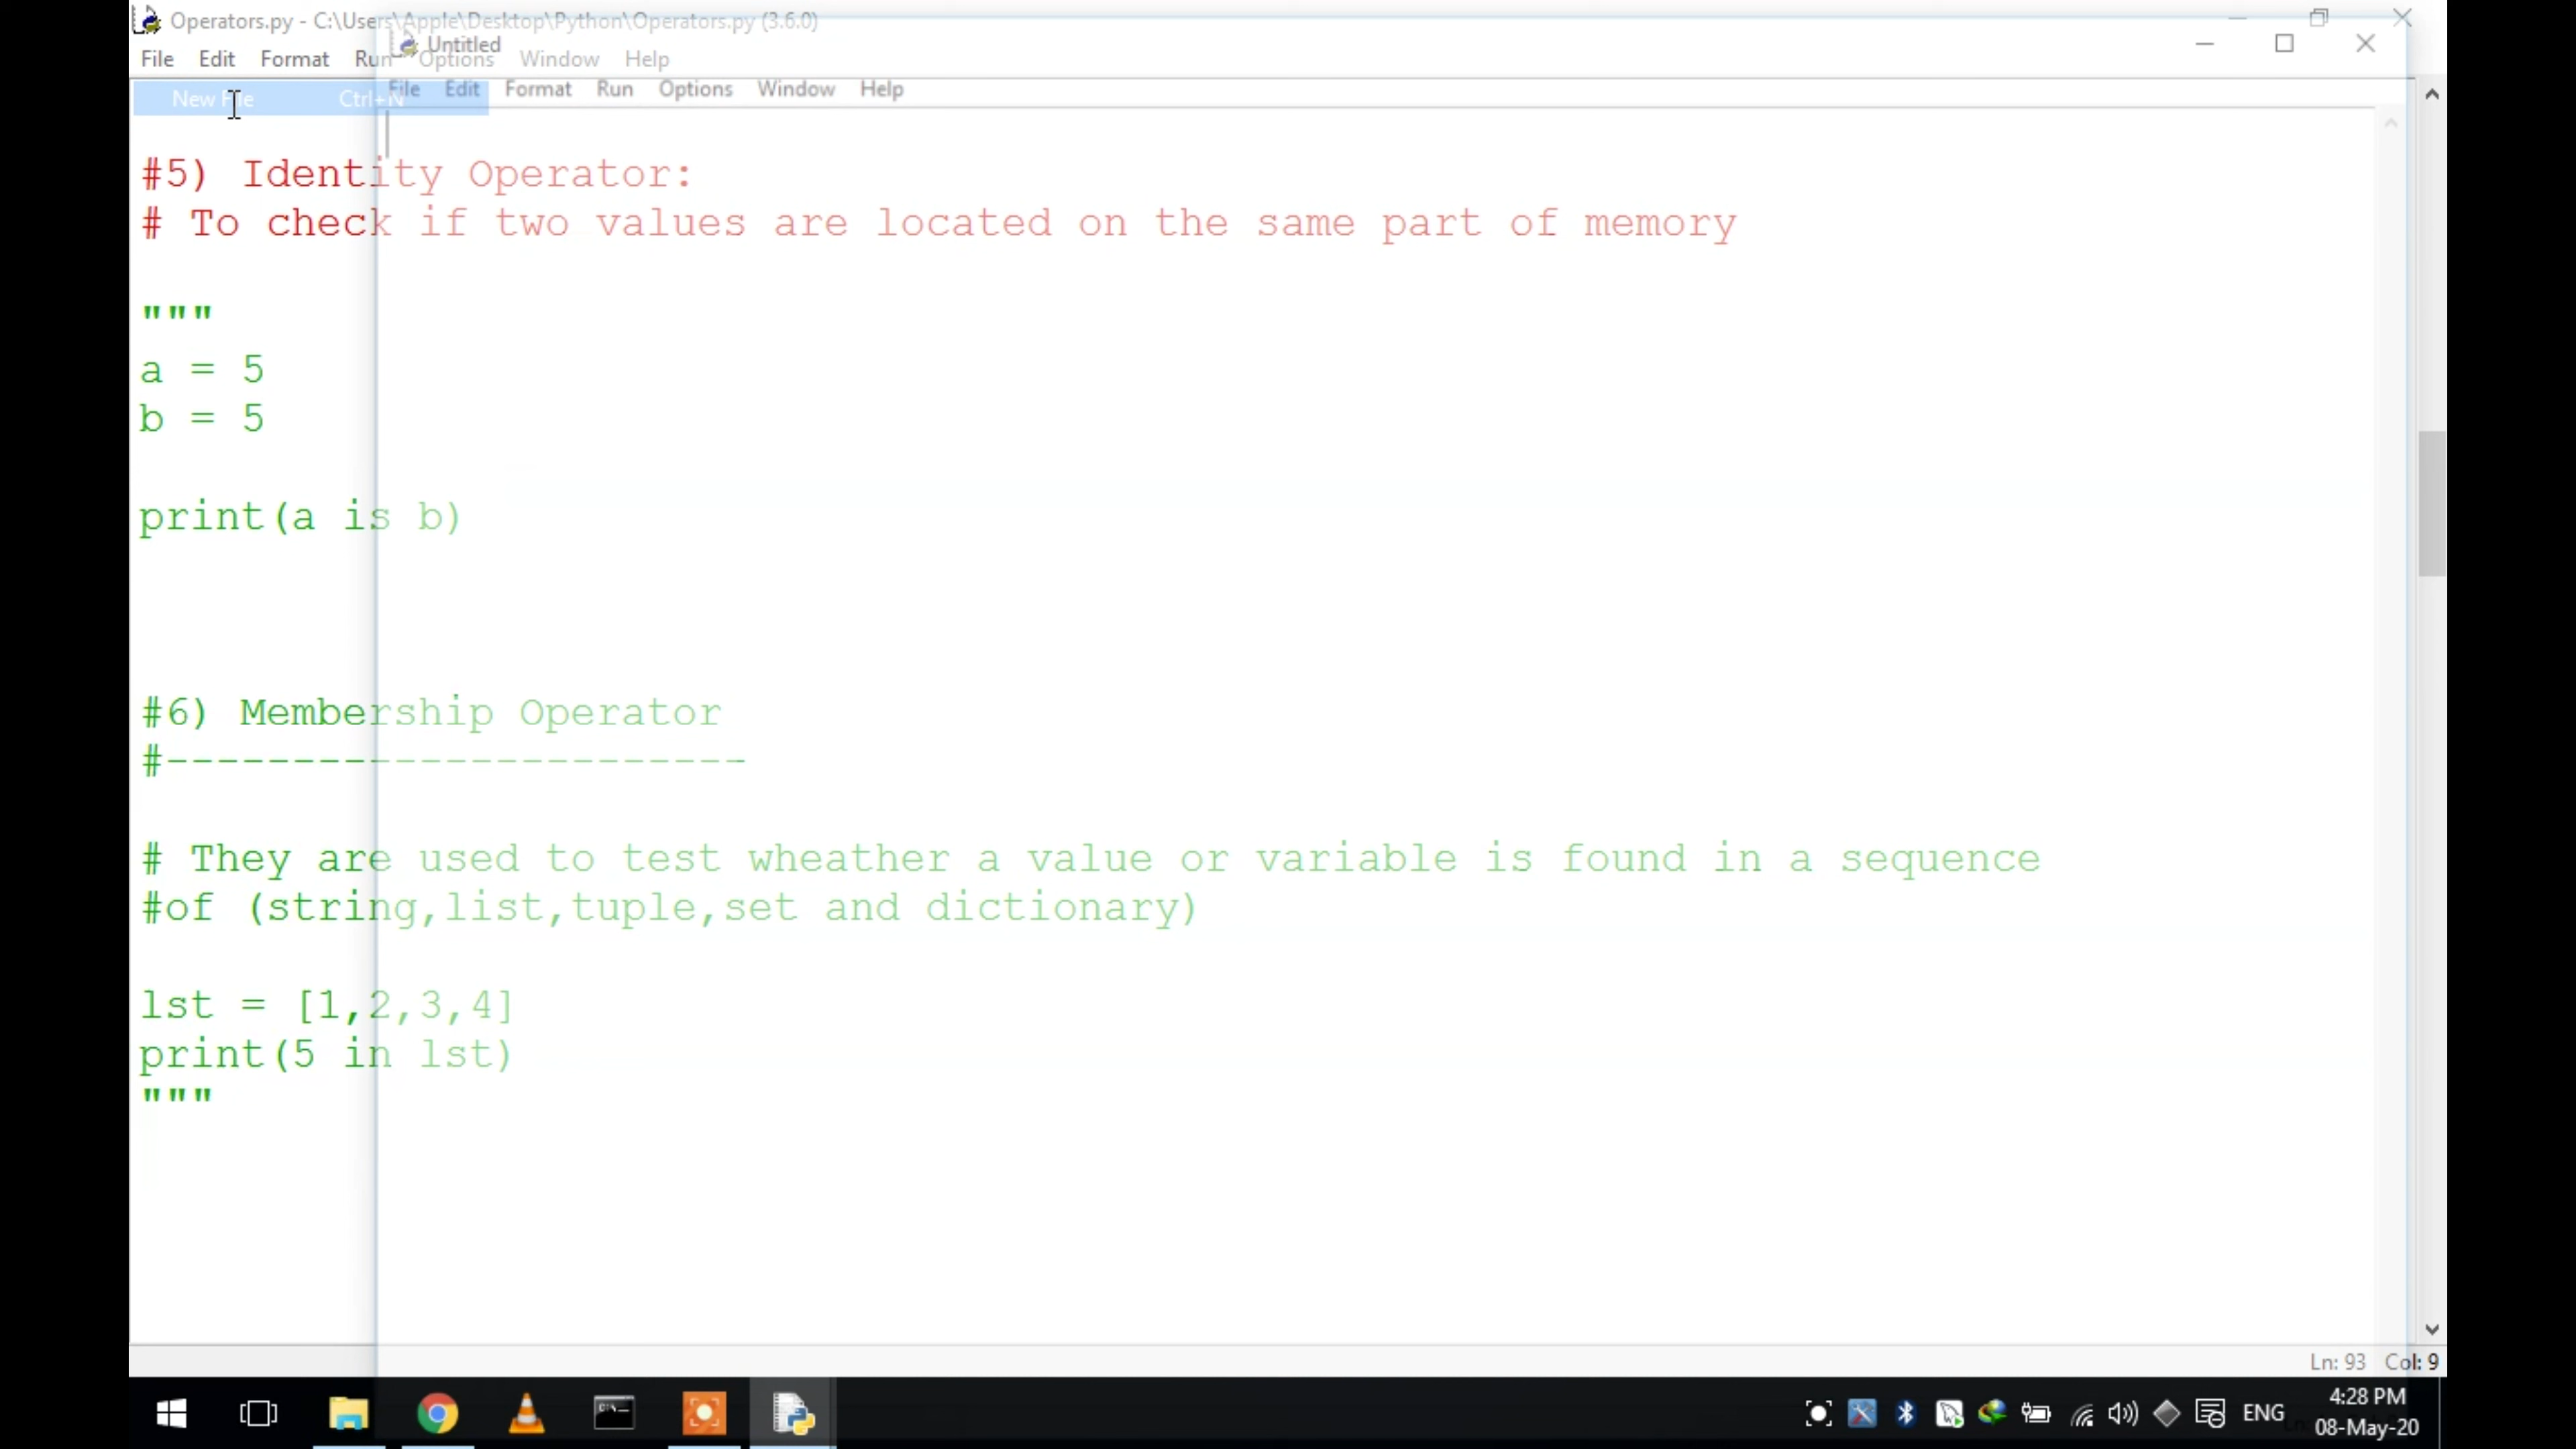 Operators.py - C:\Users\Apple\Desktop\Python\Operators.py (3.6.0)
Untitled
File Edit Format Run Options Window Help
File Edit Format Run Options Window Help
New File Ctrl+N
#5) Identity Operator:
# To check if two values are located on the same part of memory
"""
a = 5
b = 5
print(a is b)
#6) Membership Operator
#-----------------------
# They are used to test wheather a value or variable is found in a sequence
#of (string,list,tuple,set and dictionary)
lst = [1,2,3,4]
print(5 in lst)
"""
Ln: 93 Col: 9
ENG
4:28 PM
08-May-20